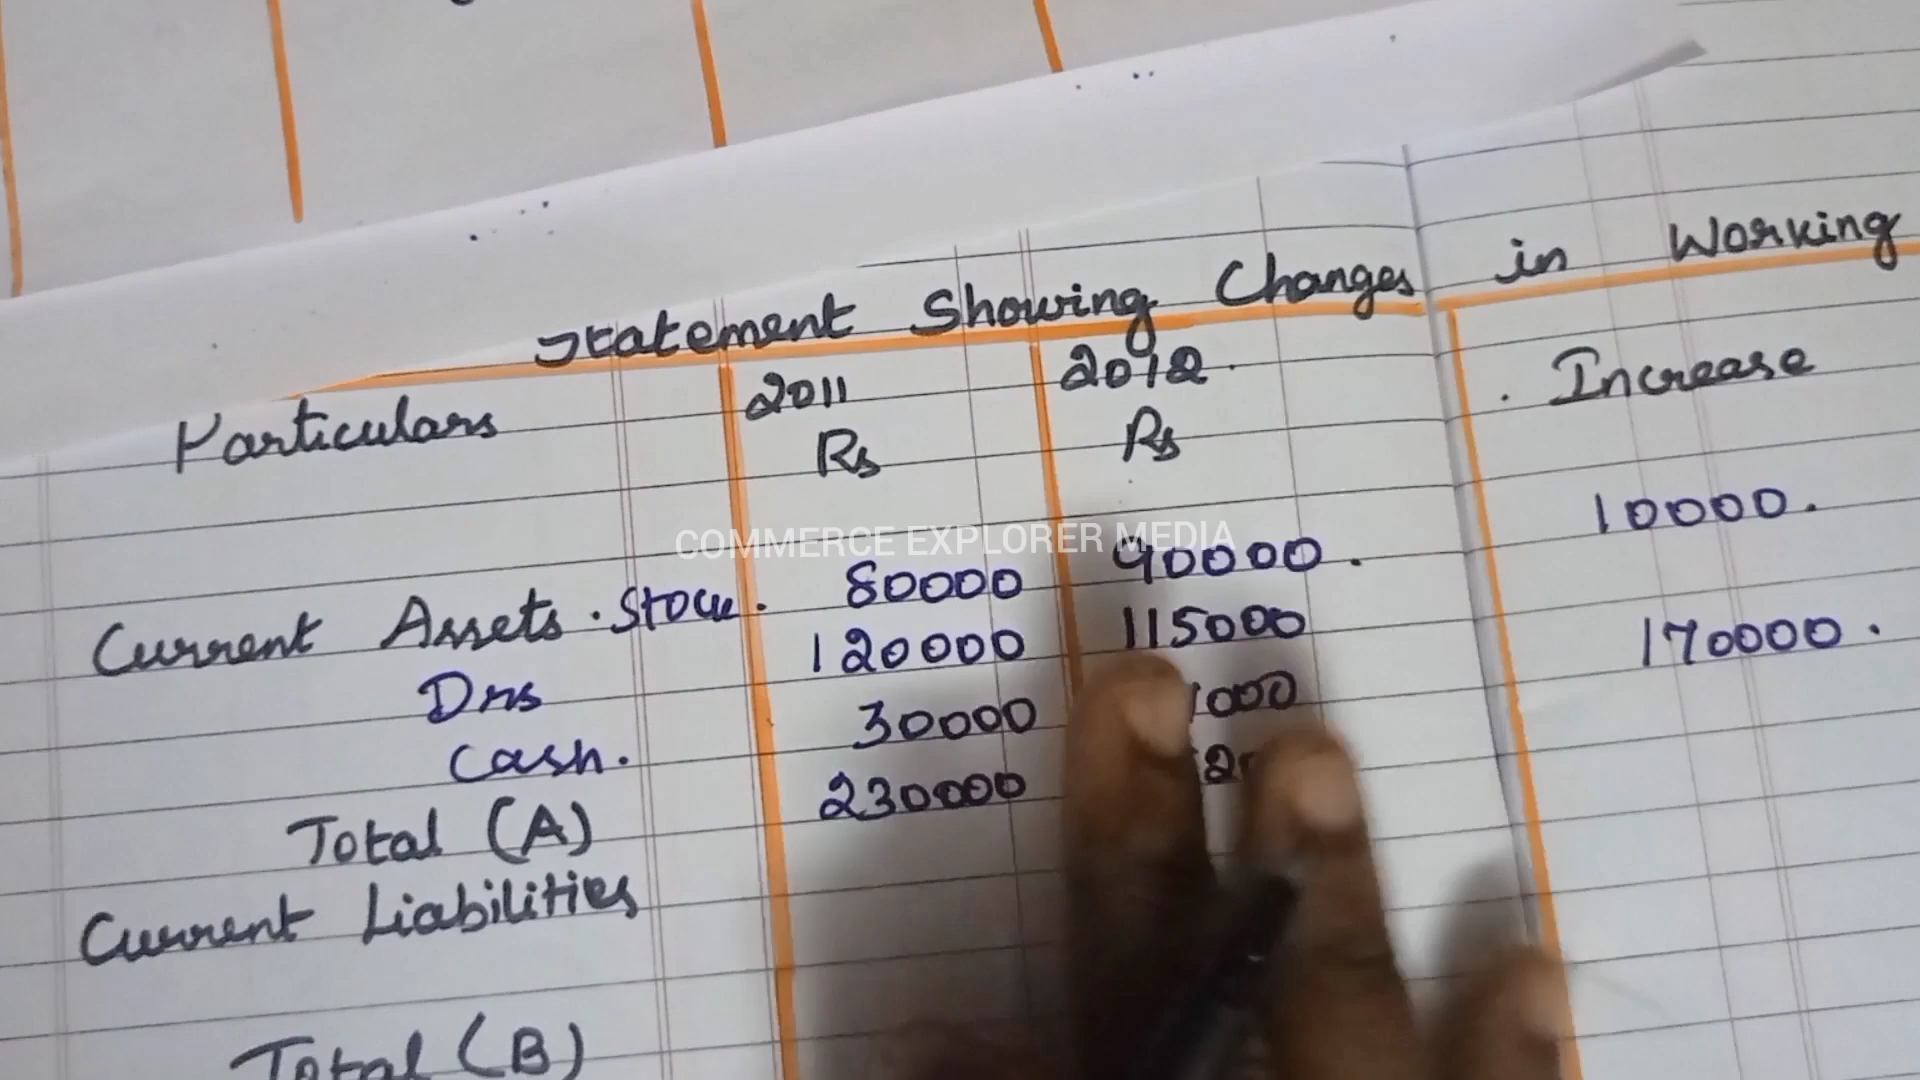 Statement Showing Changes in Working
Particulars 2011 2012 Increase
Rs Rs
COMMERCE EXPLORER MEDIA
Current Assets. Stock. 80000 90000. 10000.
Drs 120000 115000
Cash. 30000 170000.
Total (A) 230000
Current Liabilities
Total (B)